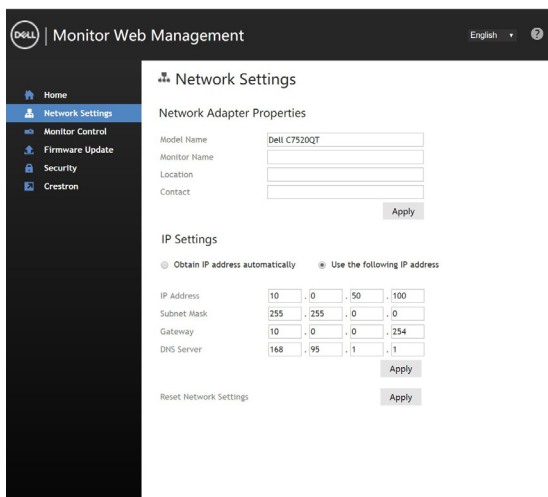 DELL | Monitor Web Management English ?
Network Settings
Home
Network Settings
Monitor Control
Firmware Update
Security
Crestron
Network Adapter Properties
Model Name Dell C7520QT
Monitor Name
Location
Contact
Apply
IP Settings
Obtain IP address automatically Use the following IP address
IP Address 10 . 0 . 50 . 100
Subnet Mask 255 . 255 . 0 . 0
Gateway 10 . 0 . 0 . 254
DNS Server 168 . 95 . 1 . 1
Apply
Reset Network Settings Apply